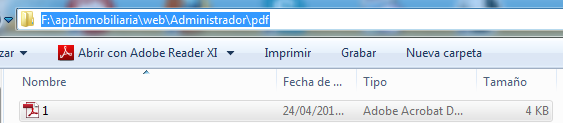 F:\appInmobiliaria\web\Administrador\pdf
zar Abrir con Adobe Reader XI Imprimir Grabar Nueva carpeta
Nombre Fecha de ... Tipo Tamaño
1 24/04/201... Adobe Acrobat D... 4 KB